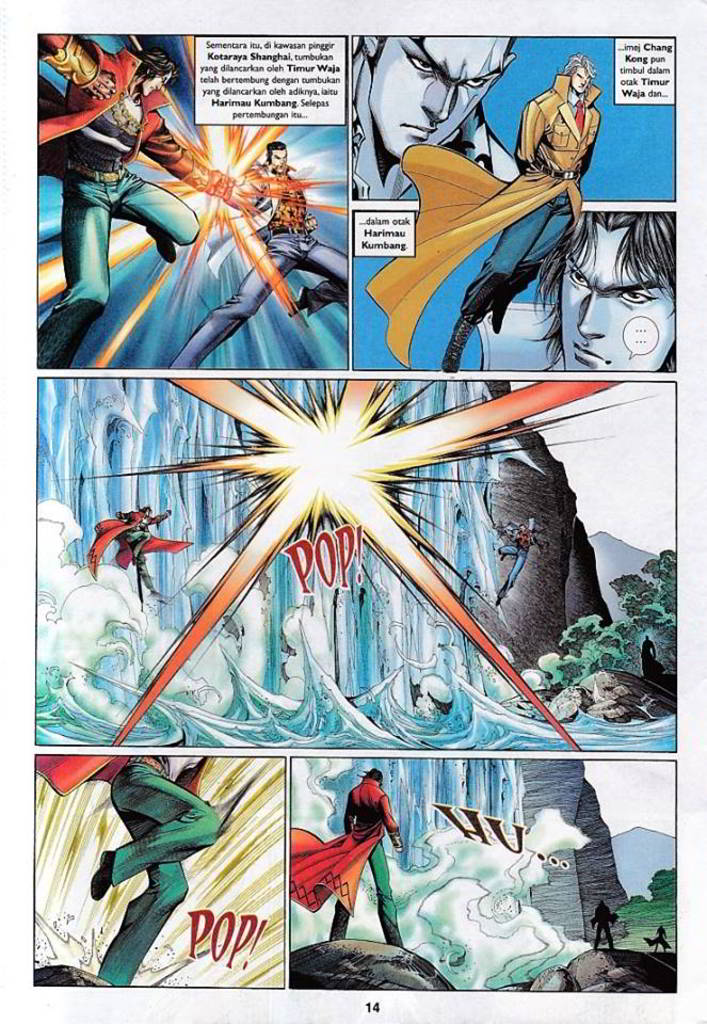 Sementara itu, di kawasan pinggir
Kotaraya Shanghai, tumbukan
yang dilancarkan oleh Timur Waja
telah bertembung dengan tumbukan
yang dilancarkan oleh adiknya, iaitu
Harimau Kumbang. Selepas
pertembungan itu...
...imej Chang
Kong pun
timbul dalam
otak Timur
Waja dan...
...dalam otak
Harimau
Kumbang.
...
...
POP!
POP!
HU...
14